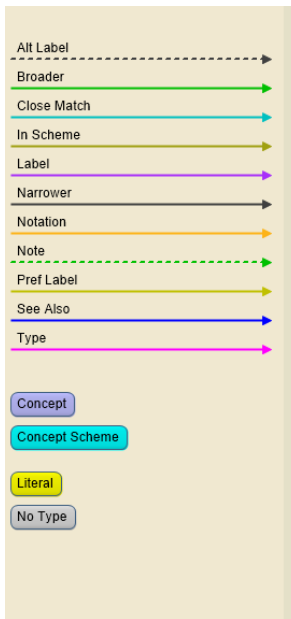 Alt Label
Broader
Close Match
In Scheme
Label
Narrower
Notation
Note
Pref Label
See Also
Type
Concept
Concept Scheme
Literal
No Type